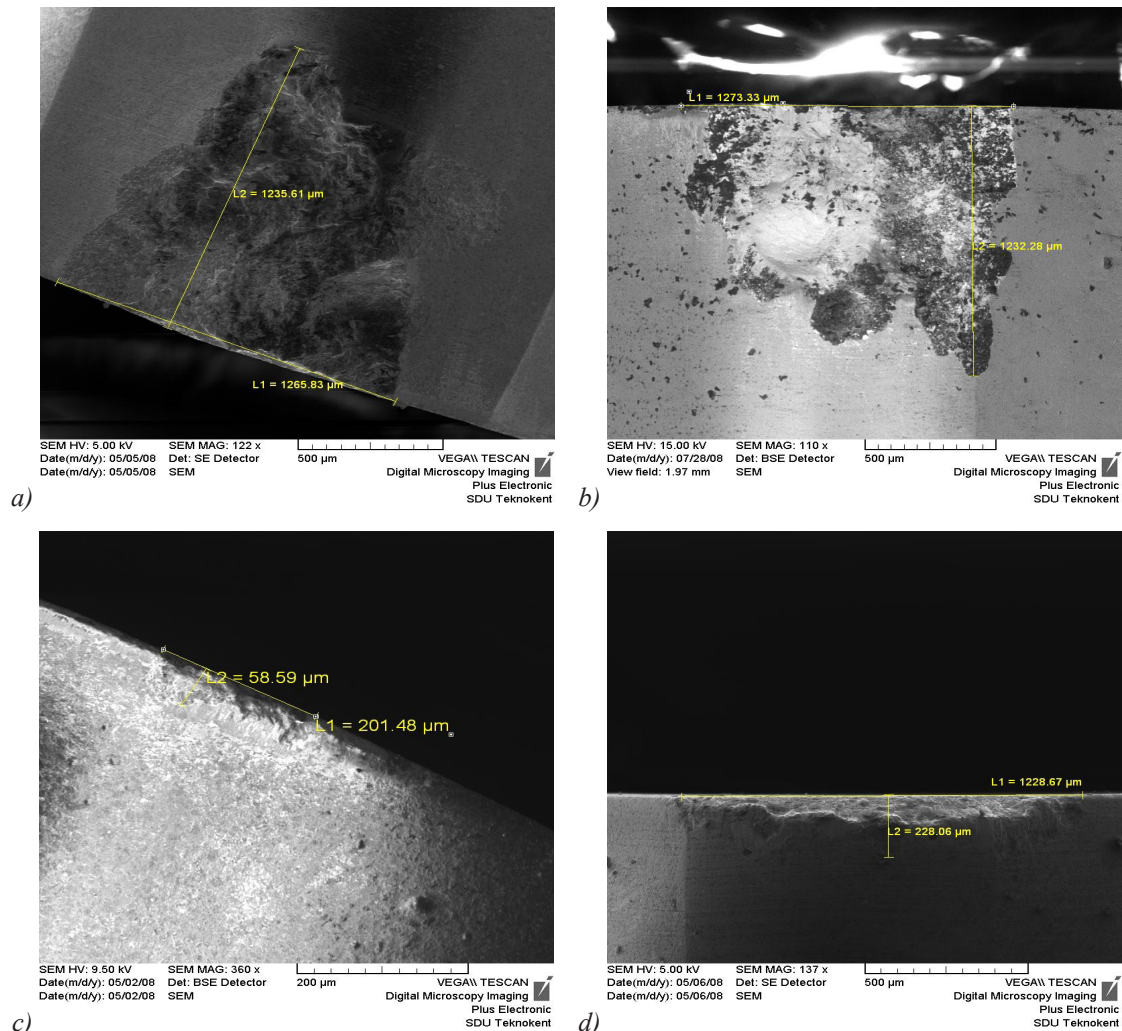 L2 = 1235.61 µm
L1 = 1265.83 µm
SEM HV: 5.00 kV SEM MAG: 122 x
Date(m/d/y): 05/05/08 Det: SE Detector 500 µm VEGA\\ TESCAN
Date(m/d/y): 05/05/08 SEM Digital Microscopy Imaging
Plus Electronic
SDU Teknokent
a)
L1 = 1273.33 µm
L2 = 1232.28 µm
SEM HV: 15.00 kV SEM MAG: 110 x
Date(m/d/y): 07/28/08 Det: BSE Detector 500 µm VEGA\\ TESCAN
View field: 1.97 mm SEM Digital Microscopy Imaging
Plus Electronic
SDU Teknokent
b)
L2 = 58.59 µm
L1 = 201.48 µm
SEM HV: 9.50 kV SEM MAG: 360 x
Date(m/d/y): 05/02/08 Det: BSE Detector 200 µm VEGA\\ TESCAN
Date(m/d/y): 05/02/08 SEM Digital Microscopy Imaging
Plus Electronic
SDU Teknokent
c)
L1 = 1228.67 µm
L2 = 228.06 µm
SEM HV: 5.00 kV SEM MAG: 137 x
Date(m/d/y): 05/06/08 Det: SE Detector 500 µm VEGA\\ TESCAN
Date(m/d/y): 05/06/08 SEM Digital Microscopy Imaging
Plus Electronic
SDU Teknokent
d)